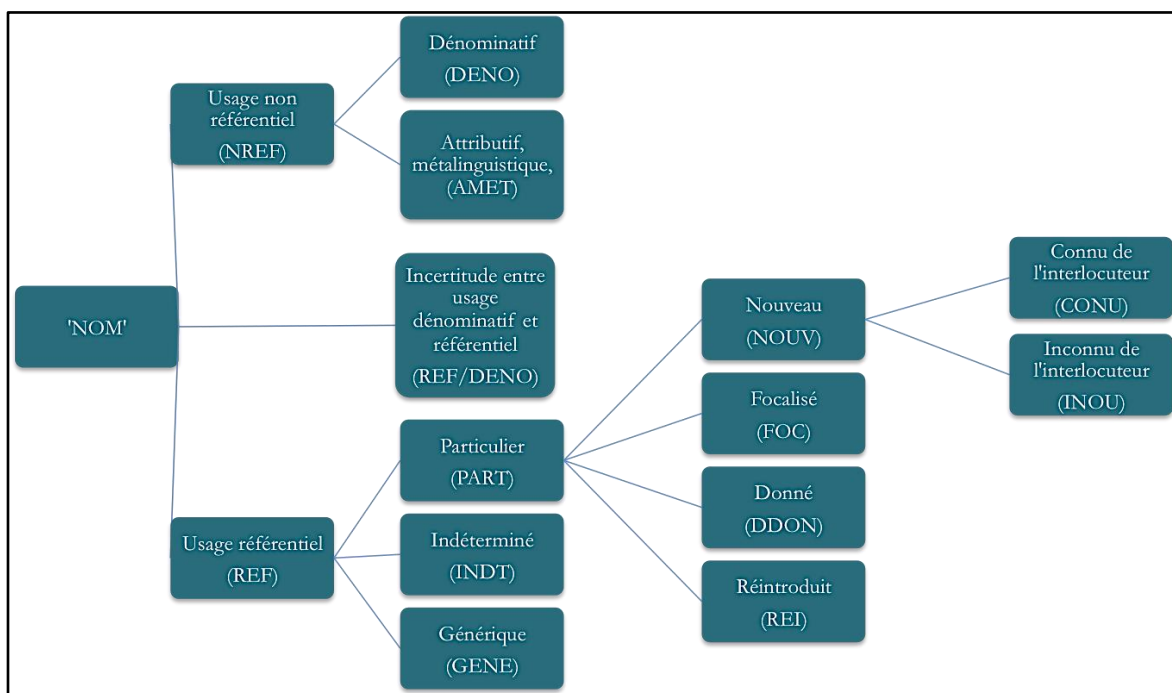 'NOM'
Usage non
référentiel
(NREF)
Dénominatif
(DENO)
Attributif,
métalinguistique,
(AMET)
Incertitude entre
usage
dénominatif et
référentiel
(REF/DENO)
Usage référentiel
(REF)
Particulier
(PART)
Nouveau
(NOUV)
Connu de
l'interlocuteur
(CONU)
Inconnu de
l'interlocuteur
(INOU)
Focalisé
(FOC)
Donné
(DDON)
Réintroduit
(REI)
Indéterminé
(INDT)
Générique
(GENE)